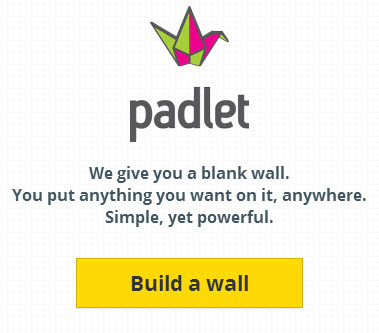 padlet
We give you a blank wall.
You put anything you want on it, anywhere.
Simple, yet powerful.
Build a wall